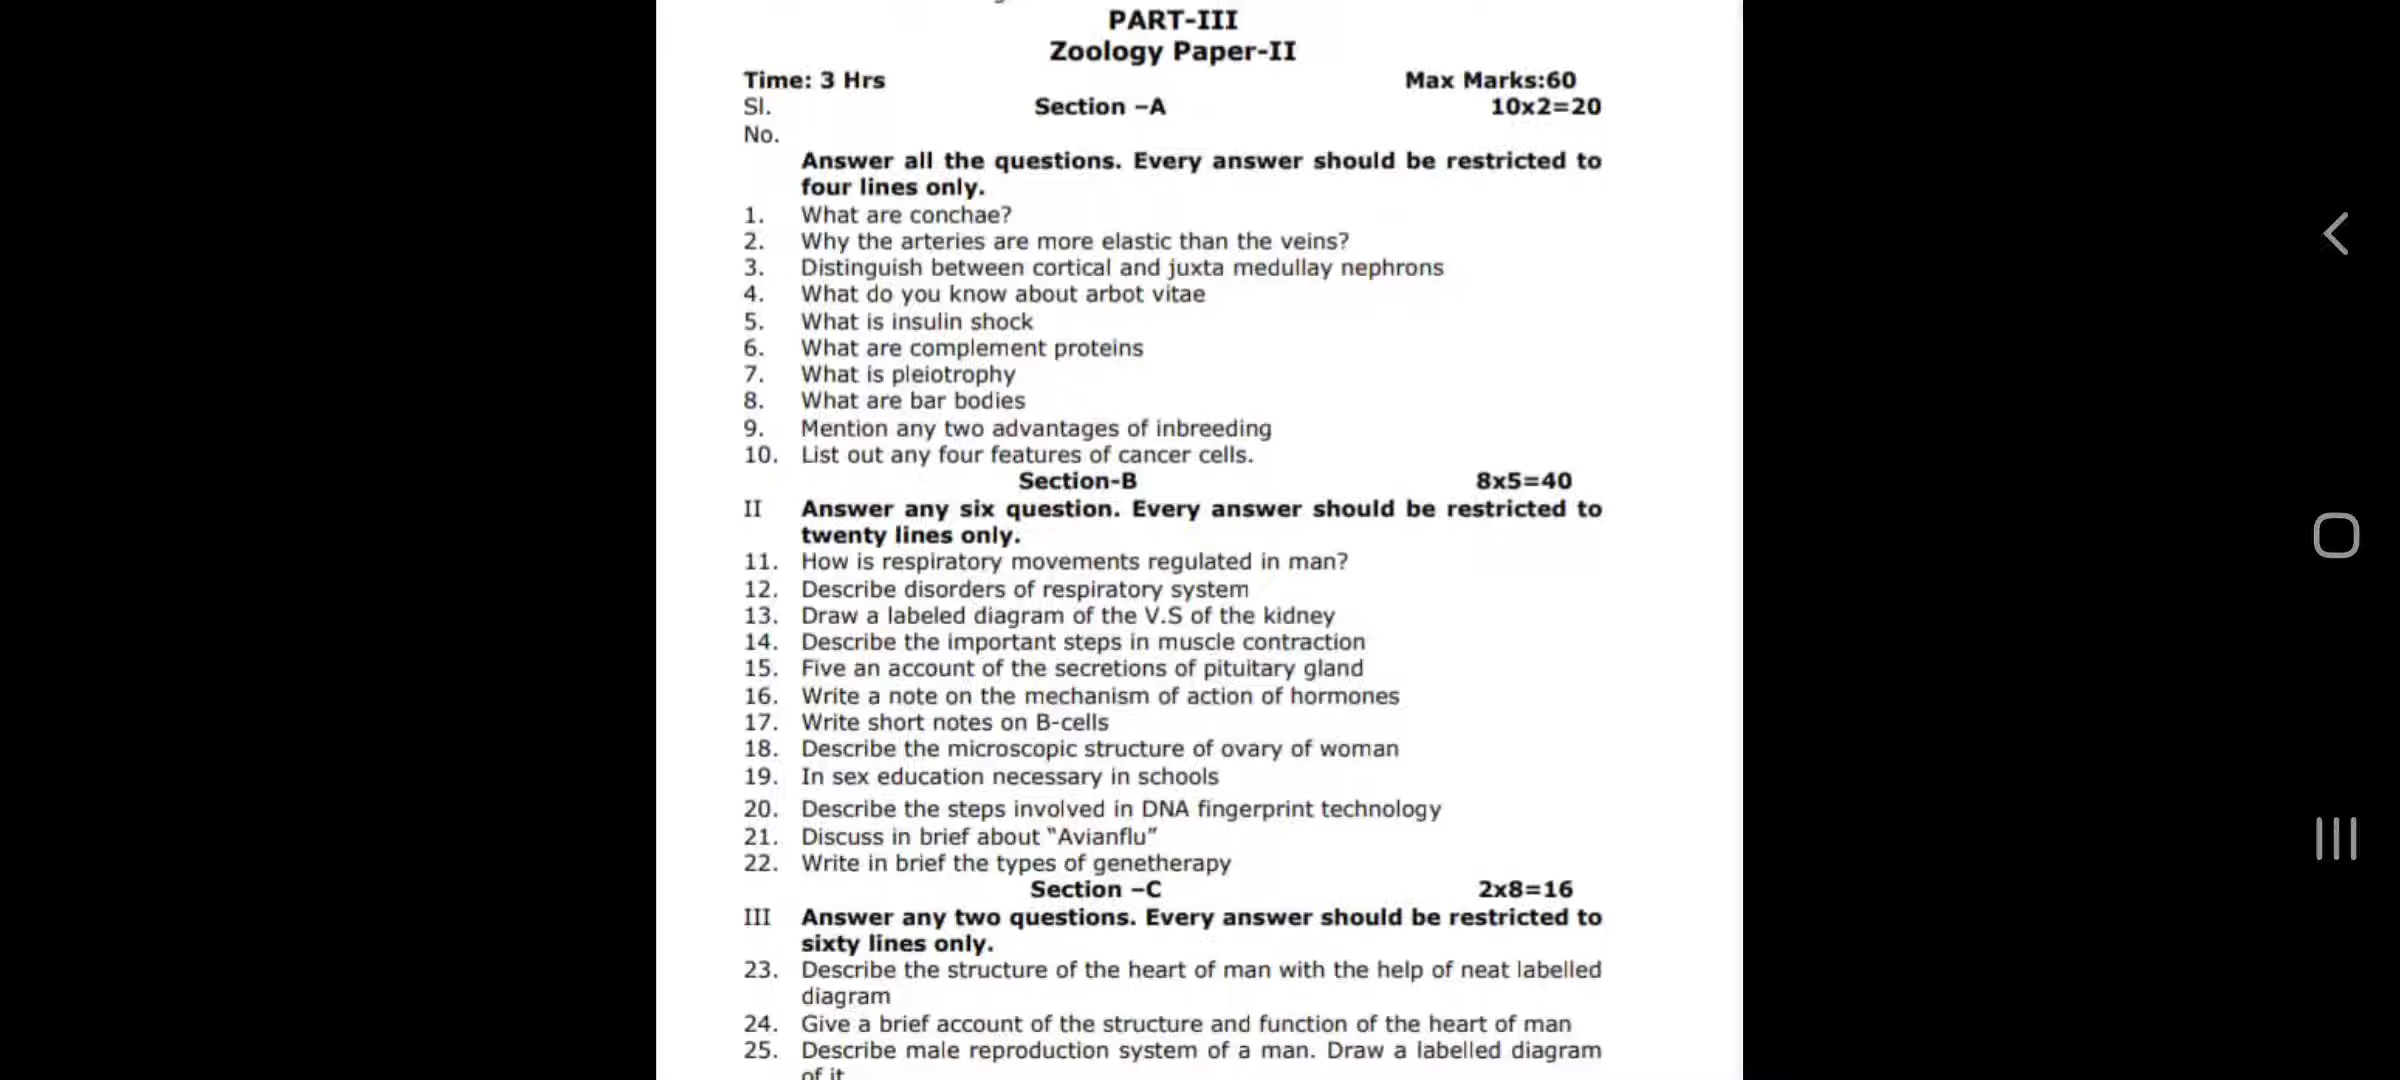 PART-III
Zoology Paper-II
Time: 3 Hrs Max Marks:60
Sl. Section –A 10x2=20
No.
Answer all the questions. Every answer should be restricted to
four lines only.
1. What are conchae?
2. Why the arteries are more elastic than the veins?
3. Distinguish between cortical and juxta medullay nephrons
4. What do you know about arbot vitae
5. What is insulin shock
6. What are complement proteins
7. What is pleiotrophy
8. What are bar bodies
9. Mention any two advantages of inbreeding
10. List out any four features of cancer cells.
Section-B 8x5=40
II Answer any six question. Every answer should be restricted to
twenty lines only.
11. How is respiratory movements regulated in man?
12. Describe disorders of respiratory system
13. Draw a labeled diagram of the V.S of the kidney
14. Describe the important steps in muscle contraction
15. Five an account of the secretions of pituitary gland
16. Write a note on the mechanism of action of hormones
17. Write short notes on B-cells
18. Describe the microscopic structure of ovary of woman
19. In sex education necessary in schools
20. Describe the steps involved in DNA fingerprint technology
21. Discuss in brief about “Avianflu”
22. Write in brief the types of genetherapy
Section –C 2x8=16
III Answer any two questions. Every answer should be restricted to
sixty lines only.
23. Describe the structure of the heart of man with the help of neat labelled
diagram
24. Give a brief account of the structure and function of the heart of man
25. Describe male reproduction system of a man. Draw a labelled diagram
of it